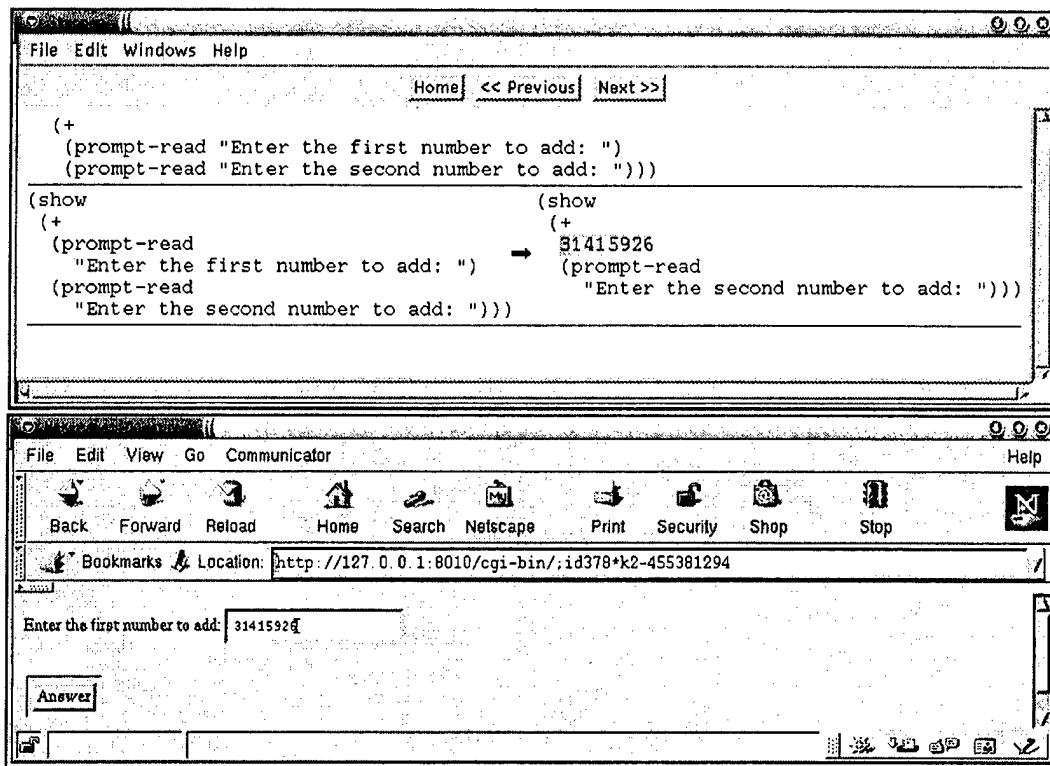 File Edit Windows Help
Home << Previous Next >>
(+
(prompt-read "Enter the first number to add: ")
(prompt-read "Enter the second number to add: ")))
(show
(+
(prompt-read
"Enter the first number to add: ")
(prompt-read
"Enter the second number to add: ")))
→
(show
(+
31415926
(prompt-read
"Enter the second number to add: ")))
File Edit View Go Communicator Help
Back Forward Reload Home Search Netscape Print Security Shop Stop
My N
Bookmarks Location: http://127.0.0.1:8010/cgi-bin/;id378*k2-455381294
Enter the first number to add: 31415926
Answer